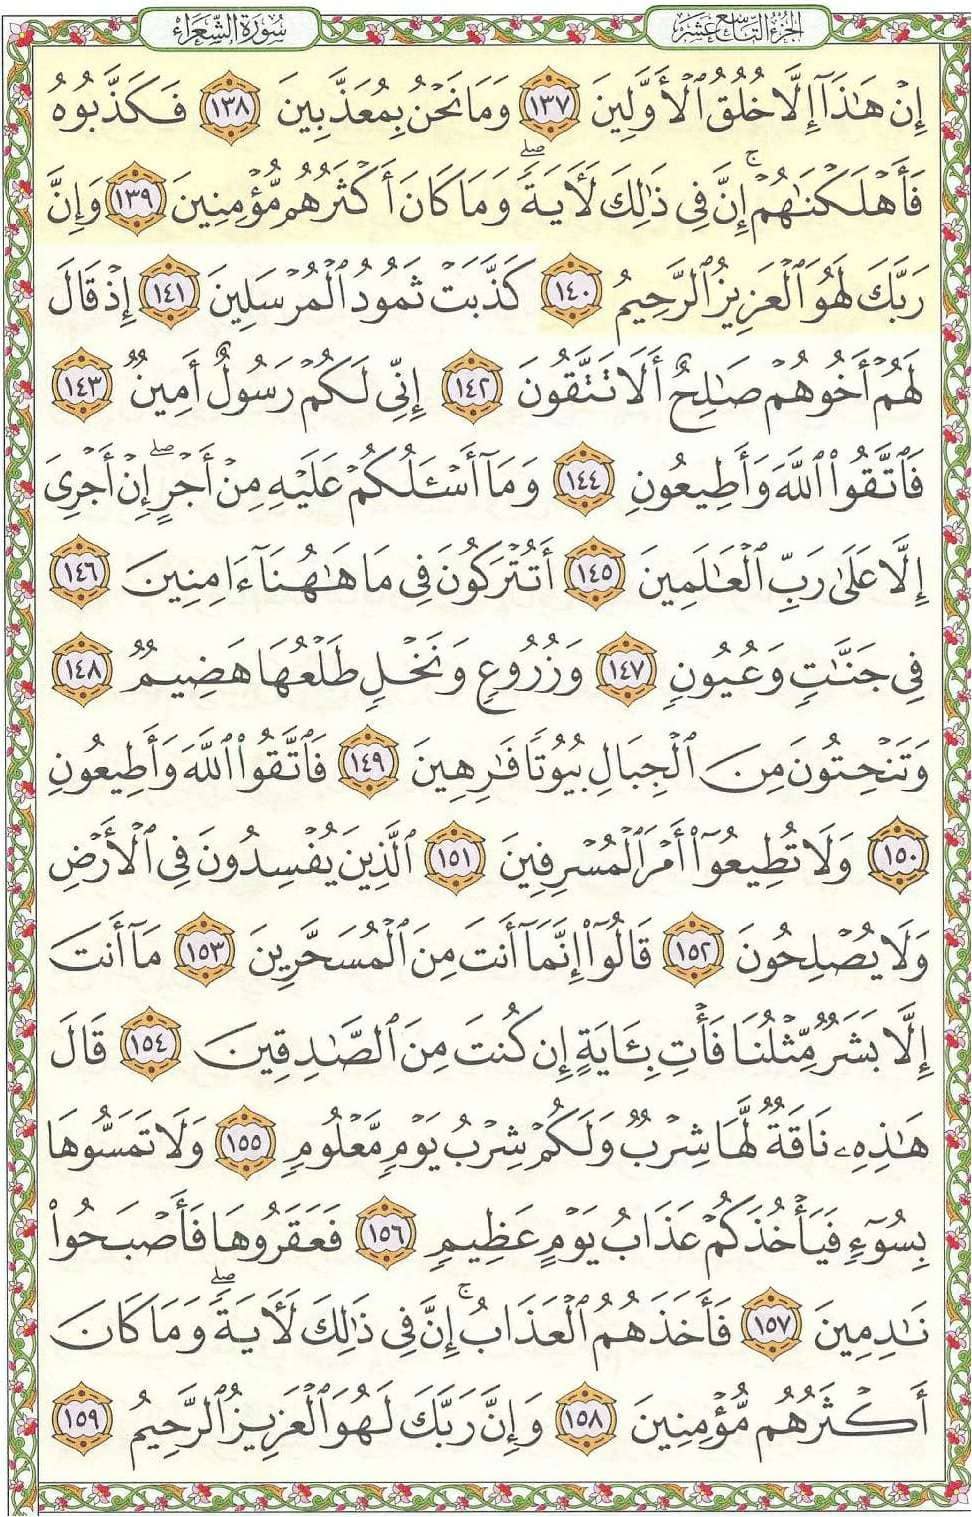 الجزء التاسع عشر
سورة الشعراء
إِنْ هَٰذَآ إِلَّا خُلُقُ ٱلْأَوَّلِينَ ١٣٧ وَمَا نَحْنُ بِمُعَذَّبِينَ ١٣٨ فَكَذَّبُوهُ
فَأَهْلَكْنَٰهُمْ ۚ إِنَّ فِى ذَٰلِكَ لَءَايَةً ۖ وَمَا كَانَ أَكْثَرُهُم مُّؤْمِنِينَ ١٣٩ وَإِنَّ
رَبَّكَ لَهُوَ ٱلْعَزِيزُ ٱلرَّحِيمُ ١٤٠ كَذَّبَتْ ثَمُودُ ٱلْمُرْسَلِينَ ١٤١ إِذْ قَالَ
لَهُمْ أَخُوهُمْ صَٰلِحٌ أَلَا تَتَّقُونَ ١٤٢ إِنِّى لَكُمْ رَسُولٌ أَمِينٌ ١٤٣
فَٱتَّقُوا۟ ٱللَّهَ وَأَطِيعُونِ ١٤٤ وَمَآ أَسْـَٔلُكُمْ عَلَيْهِ مِنْ أَجْرٍ ۖ إِنْ أَجْرِىَ
إِلَّا عَلَىٰ رَبِّ ٱلْعَٰلَمِينَ ١٤٥ أَتُتْرَكُونَ فِى مَا هَٰهُنَآ ءَامِنِينَ ١٤٦
فِى جَنَّٰتٍ وَعُيُونٍ ١٤٧ وَزُرُوعٍ وَنَخْلٍ طَلْعُهَا هَضِيمٌ ١٤٨
وَتَنْحِتُونَ مِنَ ٱلْجِبَالِ بُيُوتًا فَٰرِهِينَ ١٤٩ فَٱتَّقُوا۟ ٱللَّهَ وَأَطِيعُونِ
١٥٠ وَلَا تُطِيعُوٓا۟ أَمْرَ ٱلْمُسْرِفِينَ ١٥١ ٱلَّذِينَ يُفْسِدُونَ فِى ٱلْأَرْضِ
وَلَا يُصْلِحُونَ ١٥٢ قَالُوٓا۟ إِنَّمَآ أَنتَ مِنَ ٱلْمُسَحَّرِينَ ١٥٣ مَآ أَنتَ
إِلَّا بَشَرٌ مِّثْلُنَا فَأْتِ بِـَٔايَةٍ إِن كُنتَ مِنَ ٱلصَّٰدِقِينَ ١٥٤ قَالَ
هَٰذِهِۦ نَاقَةٌ لَّهَا شِرْبٌ وَلَكُمْ شِرْبُ يَوْمٍ مَّعْلُومٍ ١٥٥ وَلَا تَمَسُّوهَا
بِسُوٓءٍ فَيَأْخُذَكُمْ عَذَابُ يَوْمٍ عَظِيمٍ ١٥٦ فَعَقَرُوهَا فَأَصْبَحُوا۟
نَٰدِمِينَ ١٥٧ فَأَخَذَهُمُ ٱلْعَذَابُ ۚ إِنَّ فِى ذَٰلِكَ لَءَايَةً ۖ وَمَا كَانَ
أَكْثَرُهُم مُّؤْمِنِينَ ١٥٨ وَإِنَّ رَبَّكَ لَهُوَ ٱلْعَزِيزُ ٱلرَّحِيمُ ١٥٩